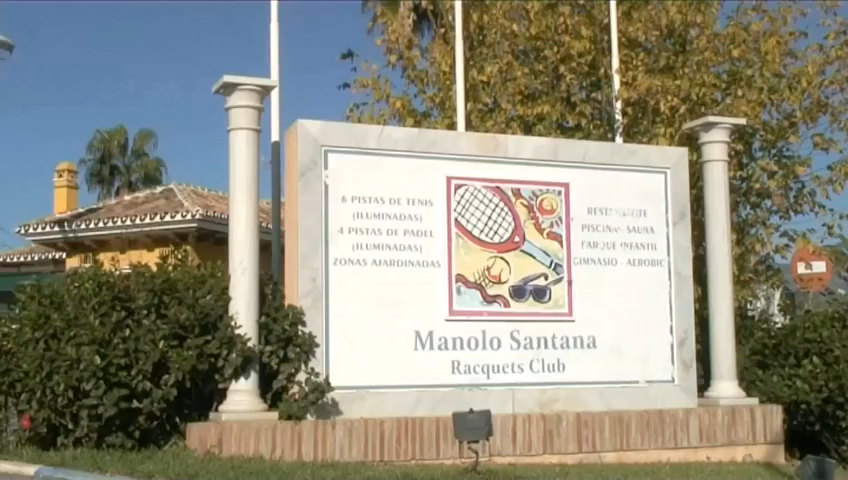 6 PISTAS DE TENIS
(ILUMINADAS)
4 PISTAS DE PADEL
(ILUMINADAS)
ZONAS AJARDINADAS
RESTAURANTE
PISCINA - SAUNA
PARQUE INFANTIL
GIMNASIO - AEROBIC
Manolo Santana
Racquets Club